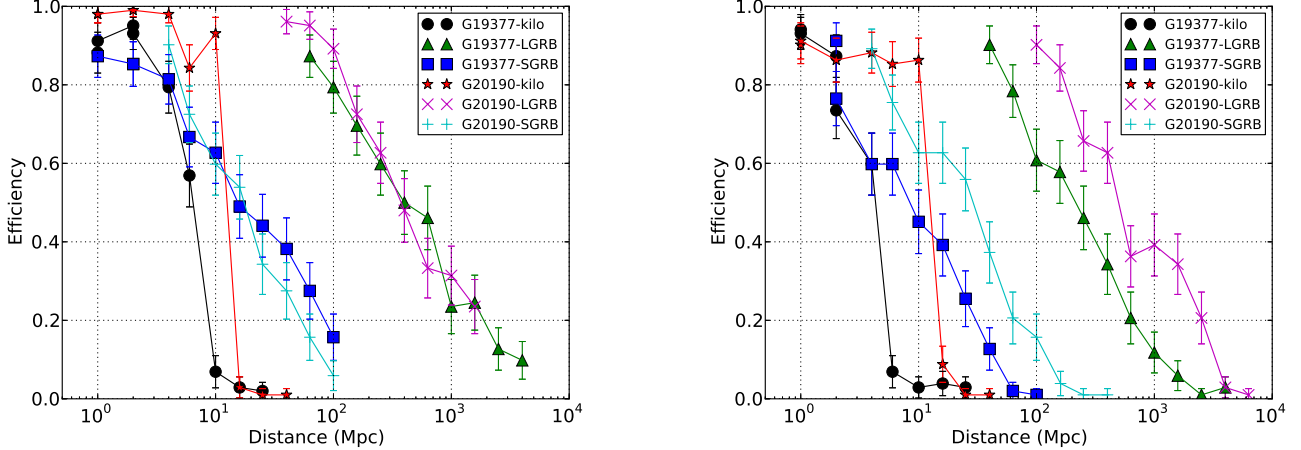 1.0
0.8
0.6
0.4
0.2
0.0
Efficiency
10^0
10^1
10^2
10^3
10^4
Distance (Mpc)
G19377-kilo
G19377-LGRB
G19377-SGRB
G20190-kilo
G20190-LGRB
G20190-SGRB
1.0
0.8
0.6
0.4
0.2
0.0
Efficiency
10^0
10^1
10^2
10^3
10^4
Distance (Mpc)
G19377-kilo
G19377-LGRB
G19377-SGRB
G20190-kilo
G20190-LGRB
G20190-SGRB